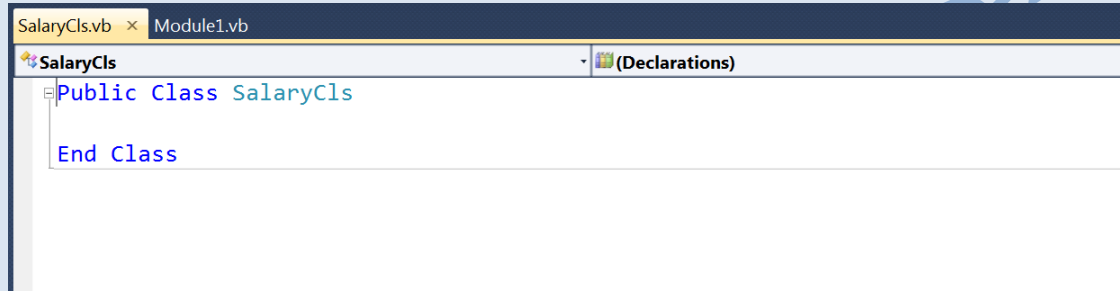 SalaryCls.vb × Module1.vb
SalaryCls (Declarations)
Public Class SalaryCls
End Class